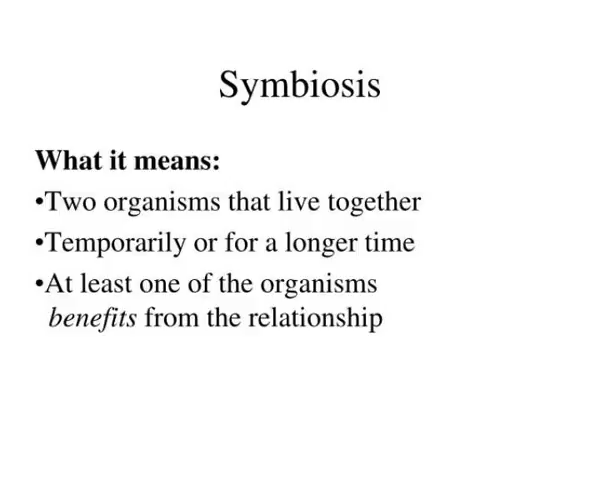 Symbiosis
What it means:
•Two organisms that live together
•Temporarily or for a longer time
•At least one of the organisms
benefits from the relationship